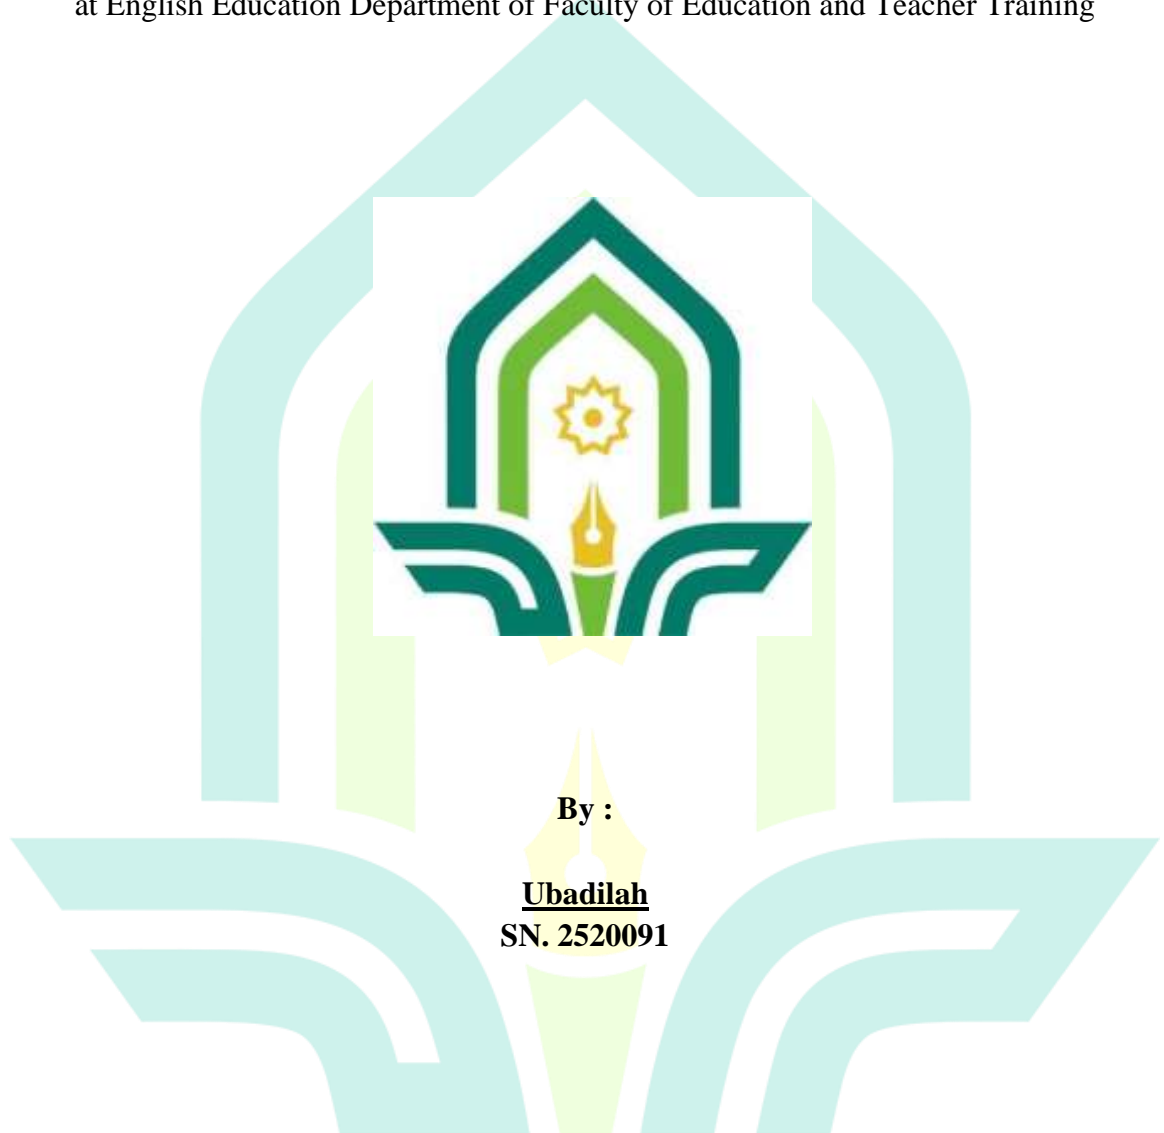 at English Education Department of Faculty of Education and Teacher Training
By :
Ubadilah
SN. 2520091